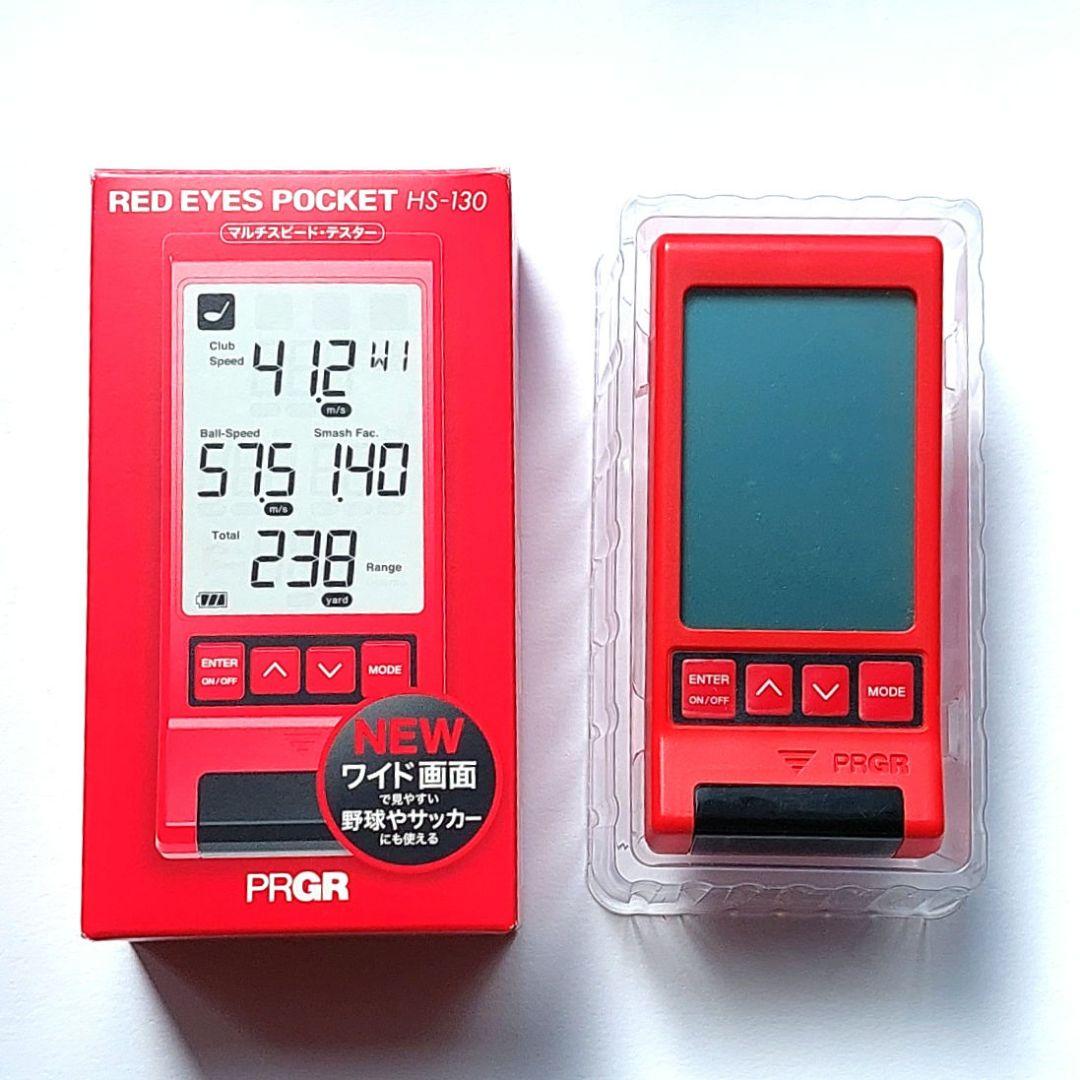 RED EYES POCKET HS-130
マルチスピード・テスター
Club
Speed 41.2 W1
m/s
Ball-Speed Smash Fac.
57.5 1.40
m/s
Total 238 Range
yard
ENTER
ON/OFF
MODE
NEW
ワイド画面
で見やすい
野球やサッカー
にも使える
PRGR
ENTER
ON/OFF
MODE
PRGR